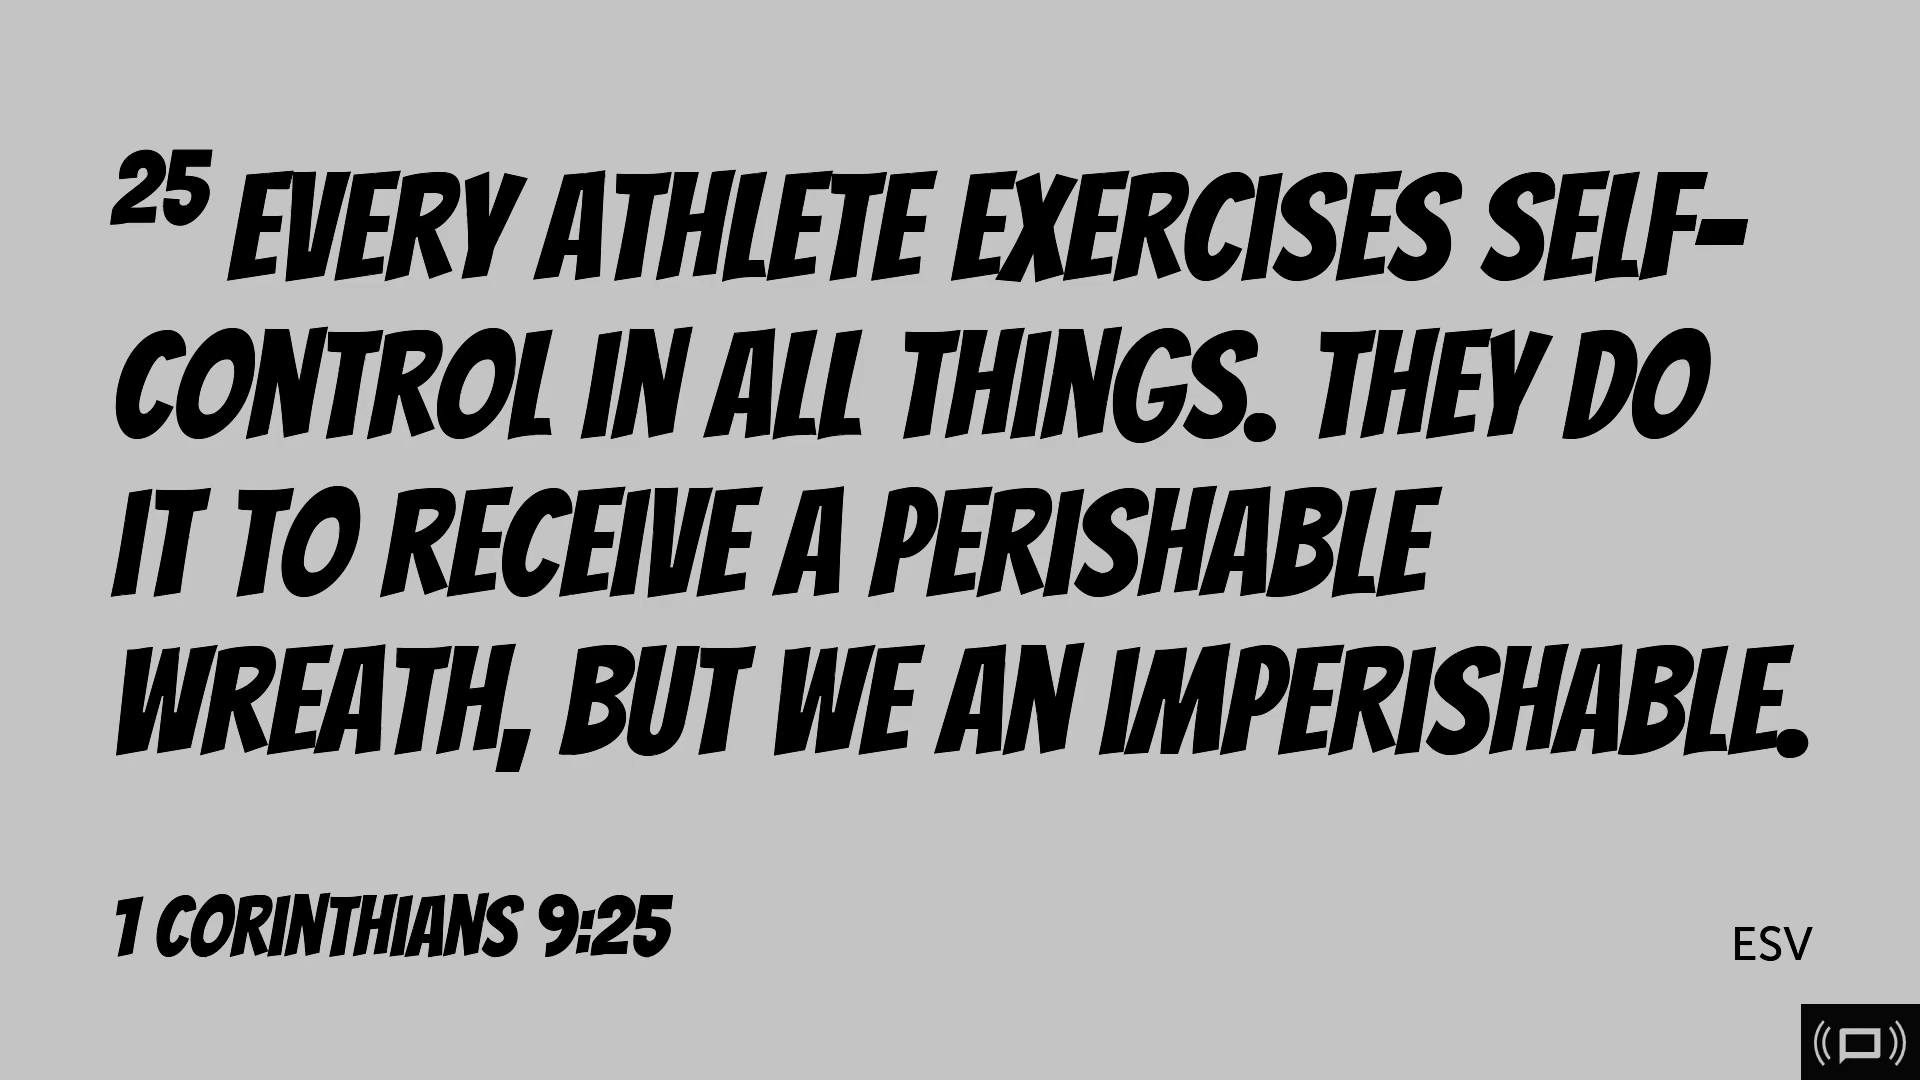 25 EVERY ATHLETE EXERCISES SELF-
CONTROL IN ALL THINGS. THEY DO
IT TO RECEIVE A PERISHABLE
WREATH, BUT WE AN IMPERISHABLE.
1 CORINTHIANS 9:25
ESV